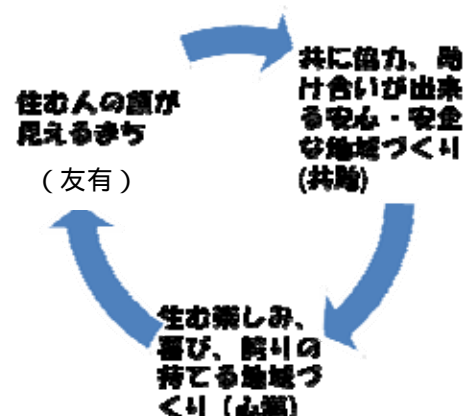 住む人の顔が
見えるまち
（友有）
共に協力、助
け合いが出来
る安心・安全
な地域づくり
(共助)
住む楽しみ、
喜び、誇りの
持てる地域づ
くり